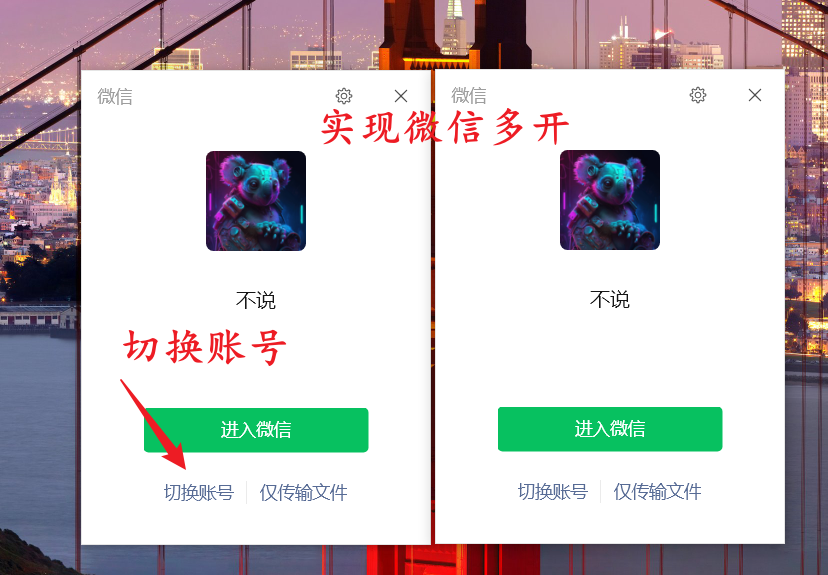 微信
微信
实现微信多开
不说
不说
切换账号
进入微信
进入微信
切换账号
仅传输文件
切换账号
仅传输文件